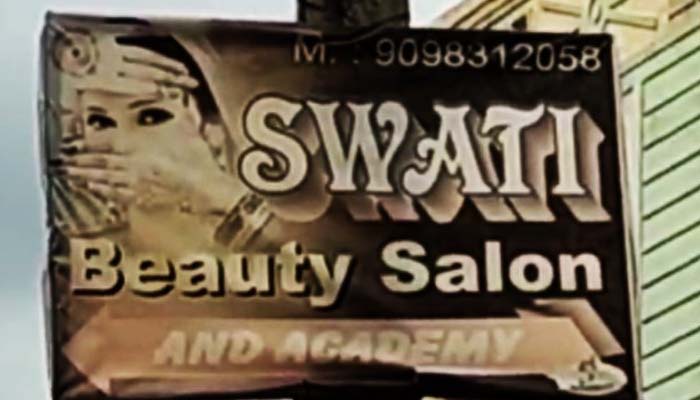 M. : 9098312058
SWATI
Beauty Salon
AND ACADEMY